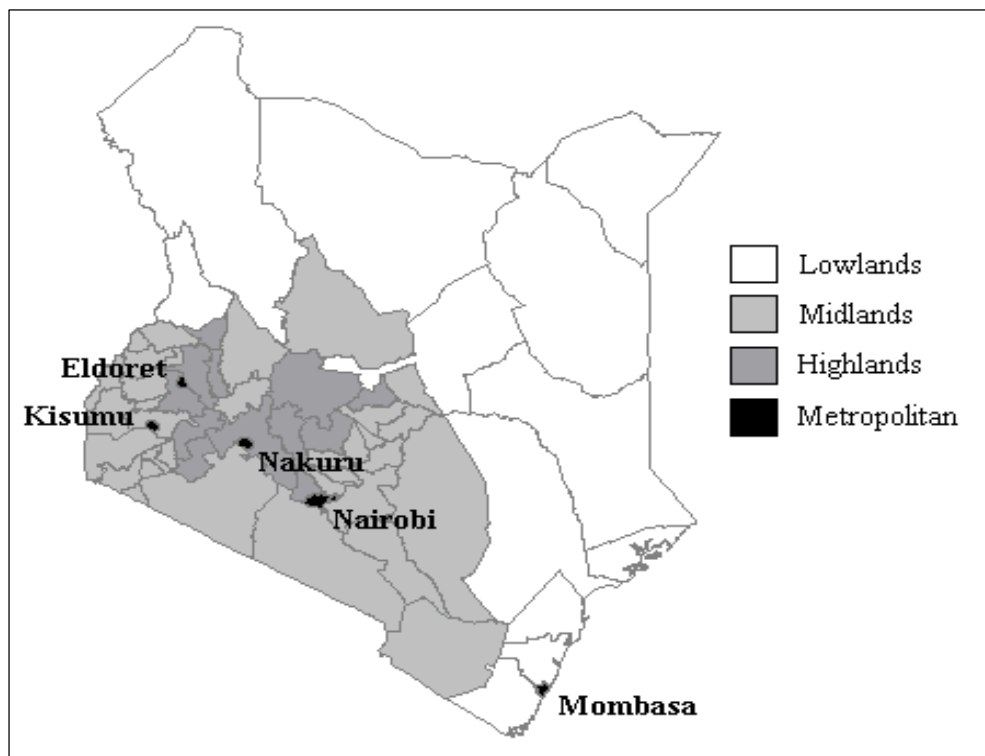 Lowlands
Midlands
Highlands
Metropolitan
Eldoret
Kisumu
Nakuru
Nairobi
Mombasa